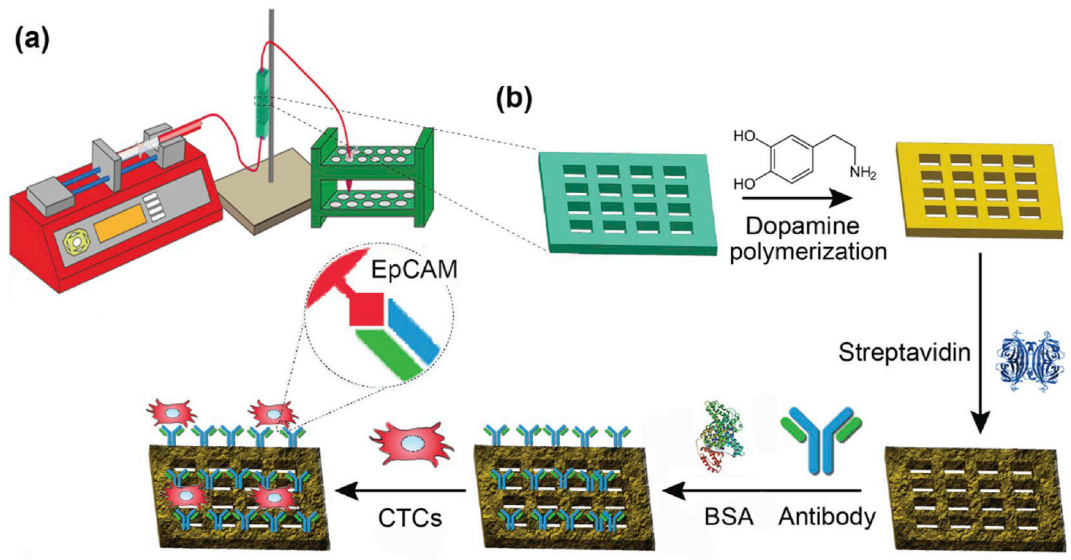 (a)
(b)
HO
HO
NH2
Dopamine
polymerization
EpCAM
Streptavidin
CTCs
BSA
Antibody